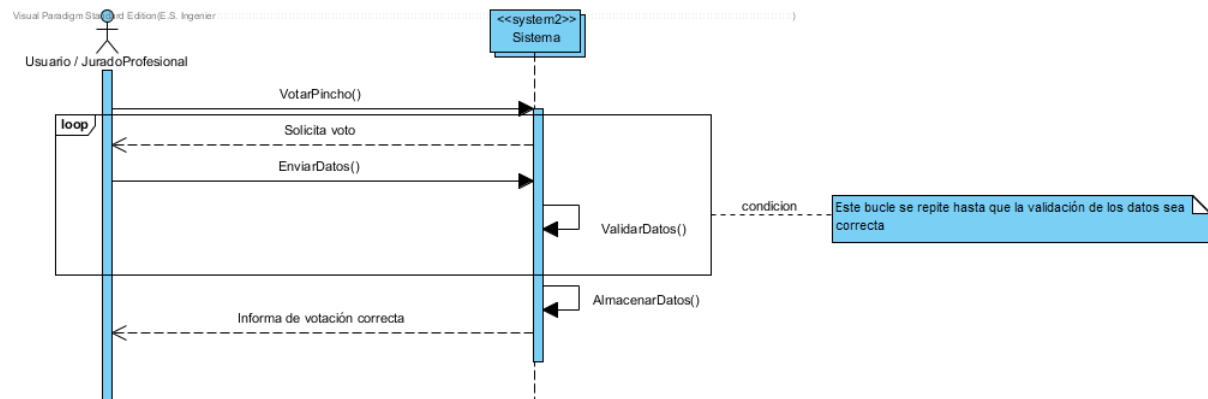 Visual Paradigm Standard Edition(E.S. Ingenier
<<system2>>
Sistema
Usuario / JuradoProfesional
VotarPincho()
loop
Solicita voto
EnviarDatos()
ValidarDatos()
condicion
Este bucle se repite hasta que la validación de los datos sea
correcta
AlmacenarDatos()
Informa de votación correcta